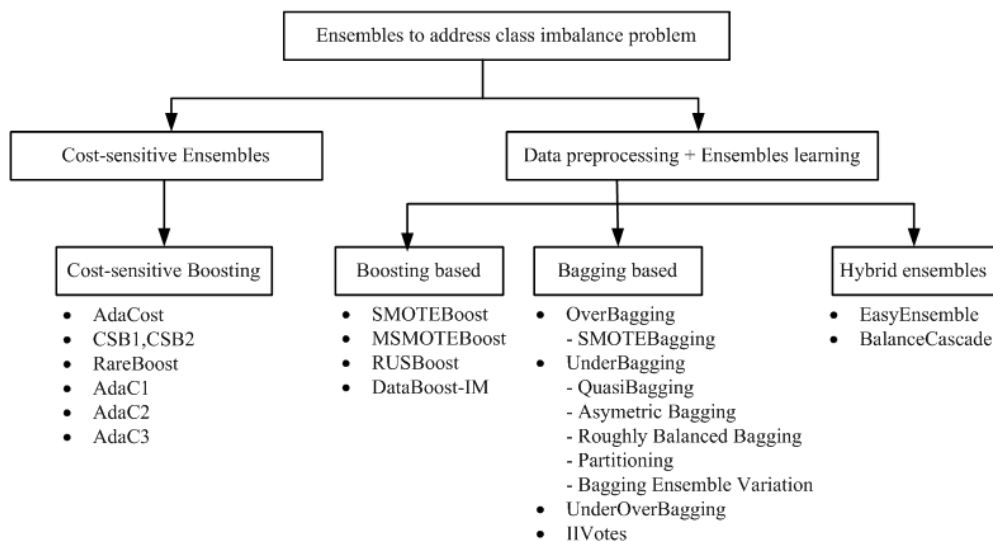 Ensembles to address class imbalance problem
Cost-sensitive Ensembles
Data preprocessing + Ensembles learning
Cost-sensitive Boosting
• AdaCost
• CSB1,CSB2
• RareBoost
• AdaC1
• AdaC2
• AdaC3
Boosting based
• SMOTEBoost
• MSMOTEBoost
• RUSBoost
• DataBoost-IM
Bagging based
• OverBagging
- SMOTEBagging
• UnderBagging
- QuasiBagging
- Asymetric Bagging
- Roughly Balanced Bagging
- Partitioning
- Bagging Ensemble Variation
• UnderOverBagging
• IIVotes
Hybrid ensembles
• EasyEnsemble
• BalanceCascade